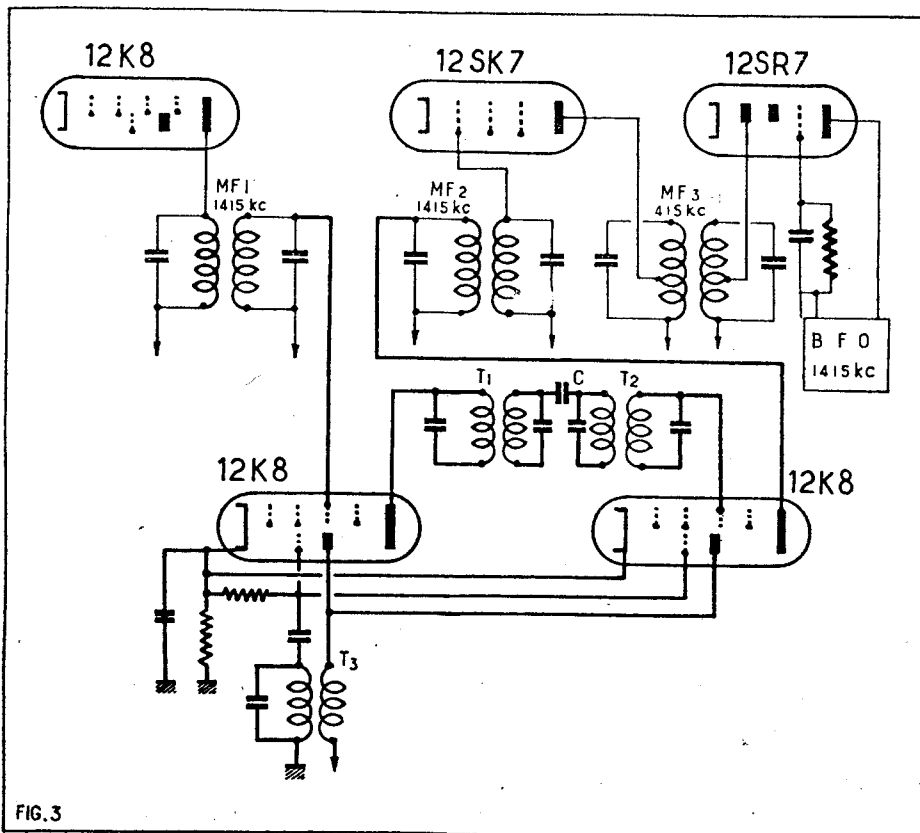 12K8
12SK7
12SR7
MF1
1415 kc
MF2
1415 kc
MF3
415 kc
B F O
1415 kc
T1
C
T2
12K8
12K8
T3
FIG.3